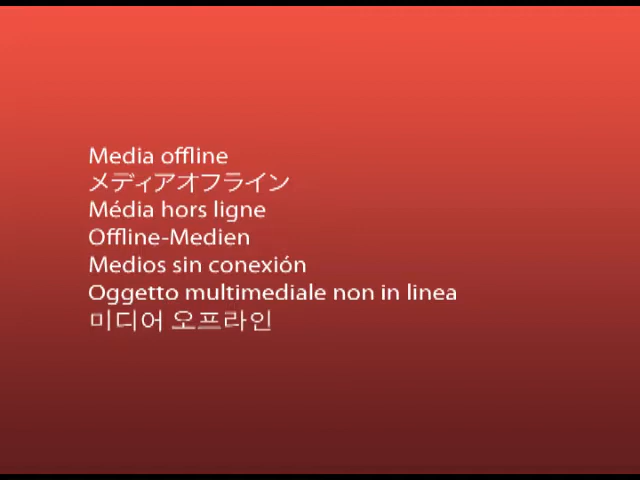 Media offline
メディアオフライン
Média hors ligne
Offline-Medien
Medios sin conexión
Oggetto multimediale non in linea
미디어 오프라인